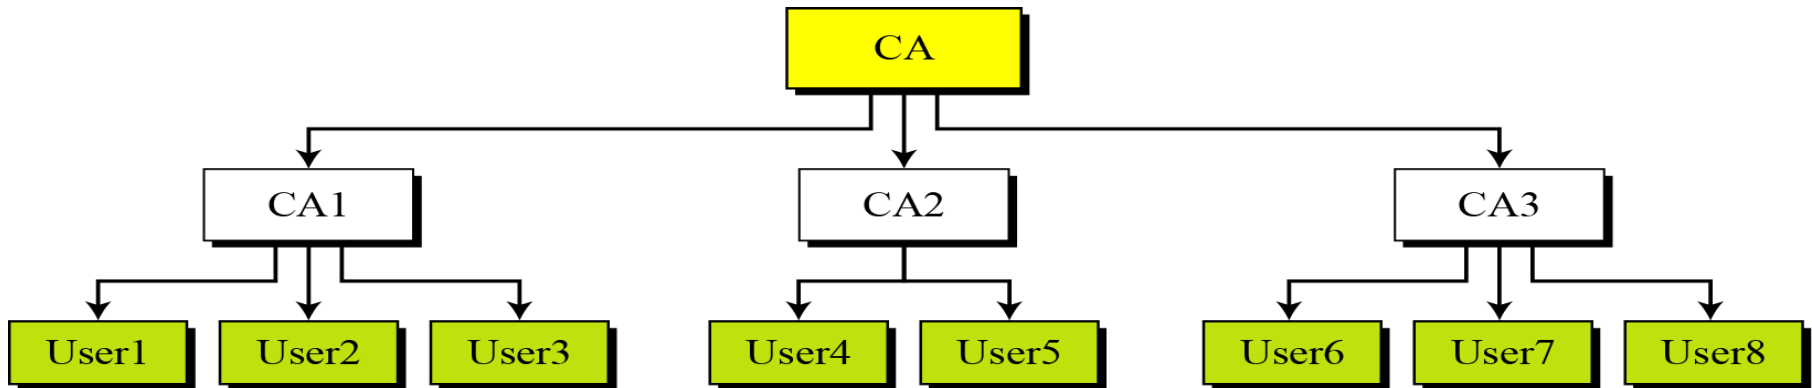 CA
CA1
CA2
CA3
User1
User2
User3
User4
User5
User6
User7
User8